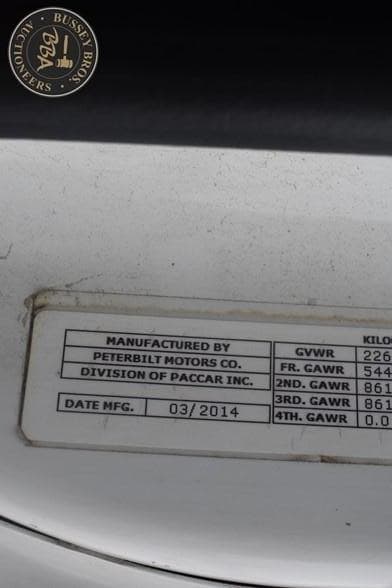 BUSSEY BROS.
AUCTIONEERS
BBA
MANUFACTURED BY
PETERBILT MOTORS CO.
DIVISION OF PACCAR INC.
DATE MFG. 03/2014
KILO
GVWR 226
FR. GAWR 544
2ND. GAWR 861
3RD. GAWR 861
4TH. GAWR 0.0